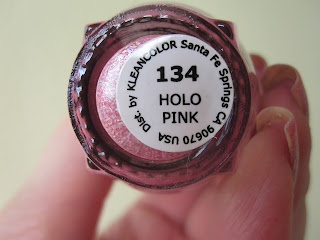 Dist. by KLEANCOLOR Santa Fe Springs CA 90670 USA
134
HOLO
PINK